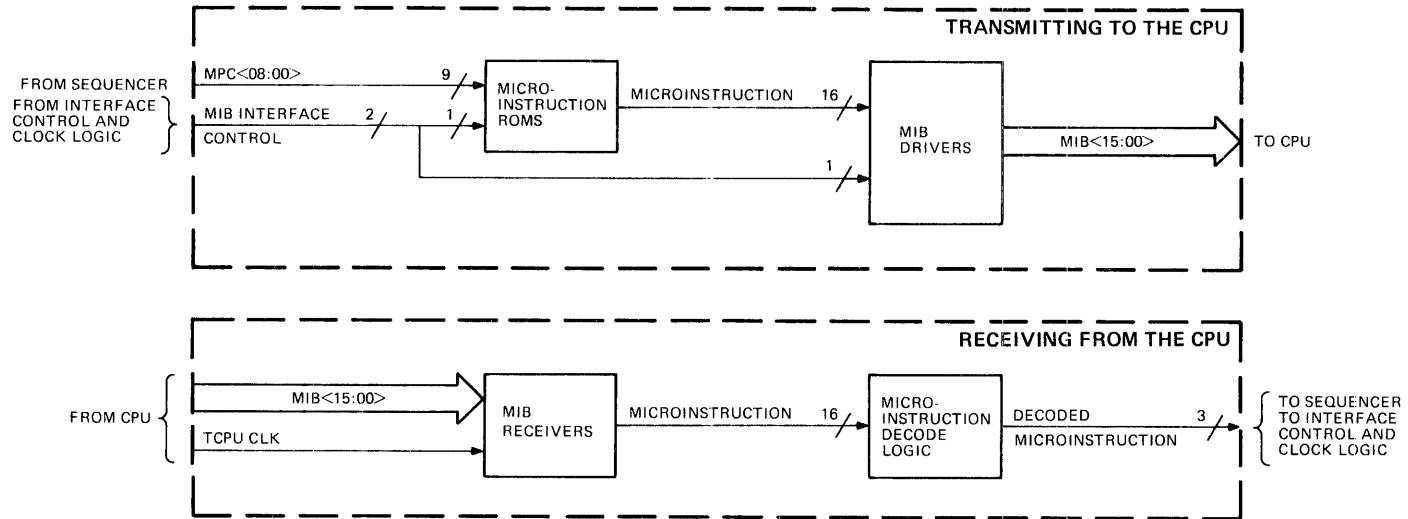 TRANSMITTING TO THE CPU
FROM SEQUENCER
MPC<08:00>
9
FROM INTERFACE
CONTROL AND
CLOCK LOGIC
MIB INTERFACE
CONTROL
2
1
MICRO-
INSTRUCTION
ROMS
MICROINSTRUCTION
16
1
MIB
DRIVERS
MIB<15:00>
TO CPU
RECEIVING FROM THE CPU
FROM CPU
MIB<15:00>
TCPU CLK
MIB
RECEIVERS
MICROINSTRUCTION
16
MICRO-
INSTRUCTION
DECODE
LOGIC
DECODED
MICROINSTRUCTION
3
TO SEQUENCER
TO INTERFACE
CONTROL AND
CLOCK LOGIC